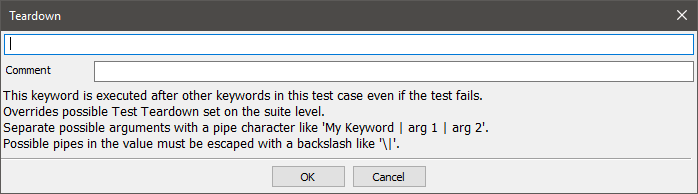 Teardown
Comment
This keyword is executed after other keywords in this test case even if the test fails.
Overrides possible Test Teardown set on the suite level.
Separate possible arguments with a pipe character like 'My Keyword | arg 1 | arg 2'.
Possible pipes in the value must be escaped with a backslash like '\|'.
OK Cancel